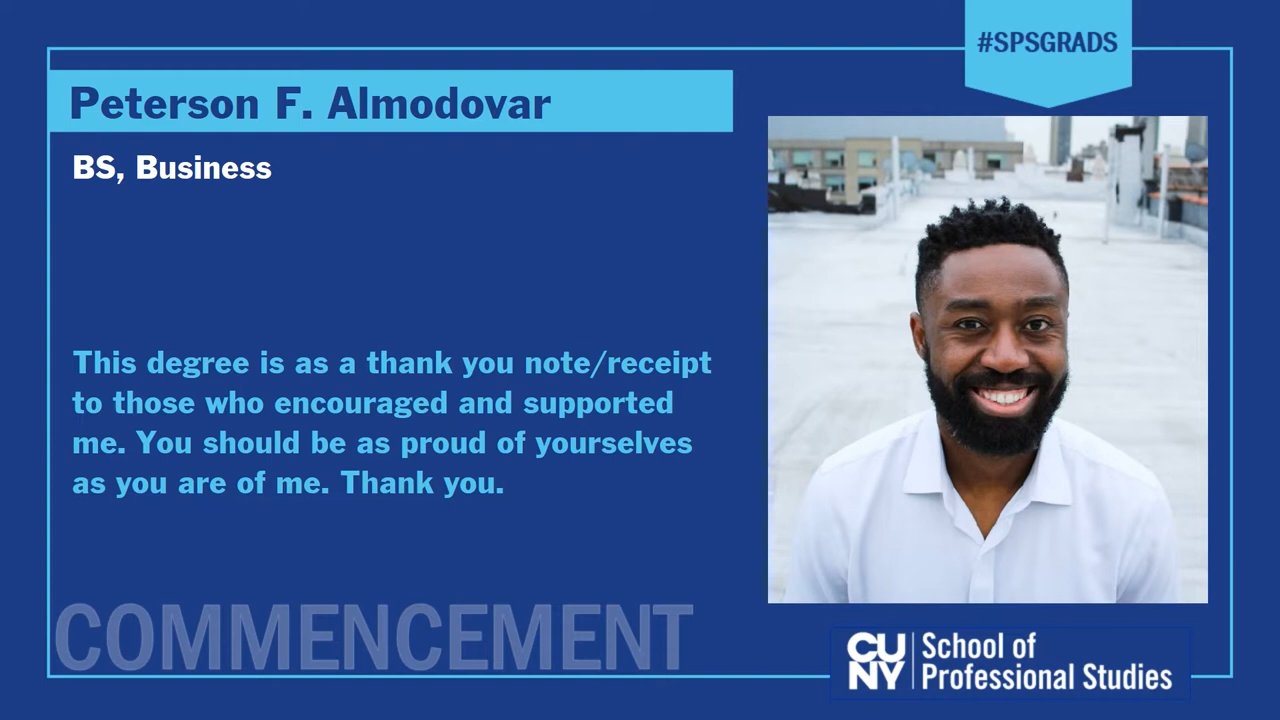 #SPSGRADS
Peterson F. Almodovar
BS, Business
This degree is as a thank you note/receipt
to those who encouraged and supported
me. You should be as proud of yourselves
as you are of me. Thank you.
COMMENCEMENT
CU
NY
School of
Professional Studies